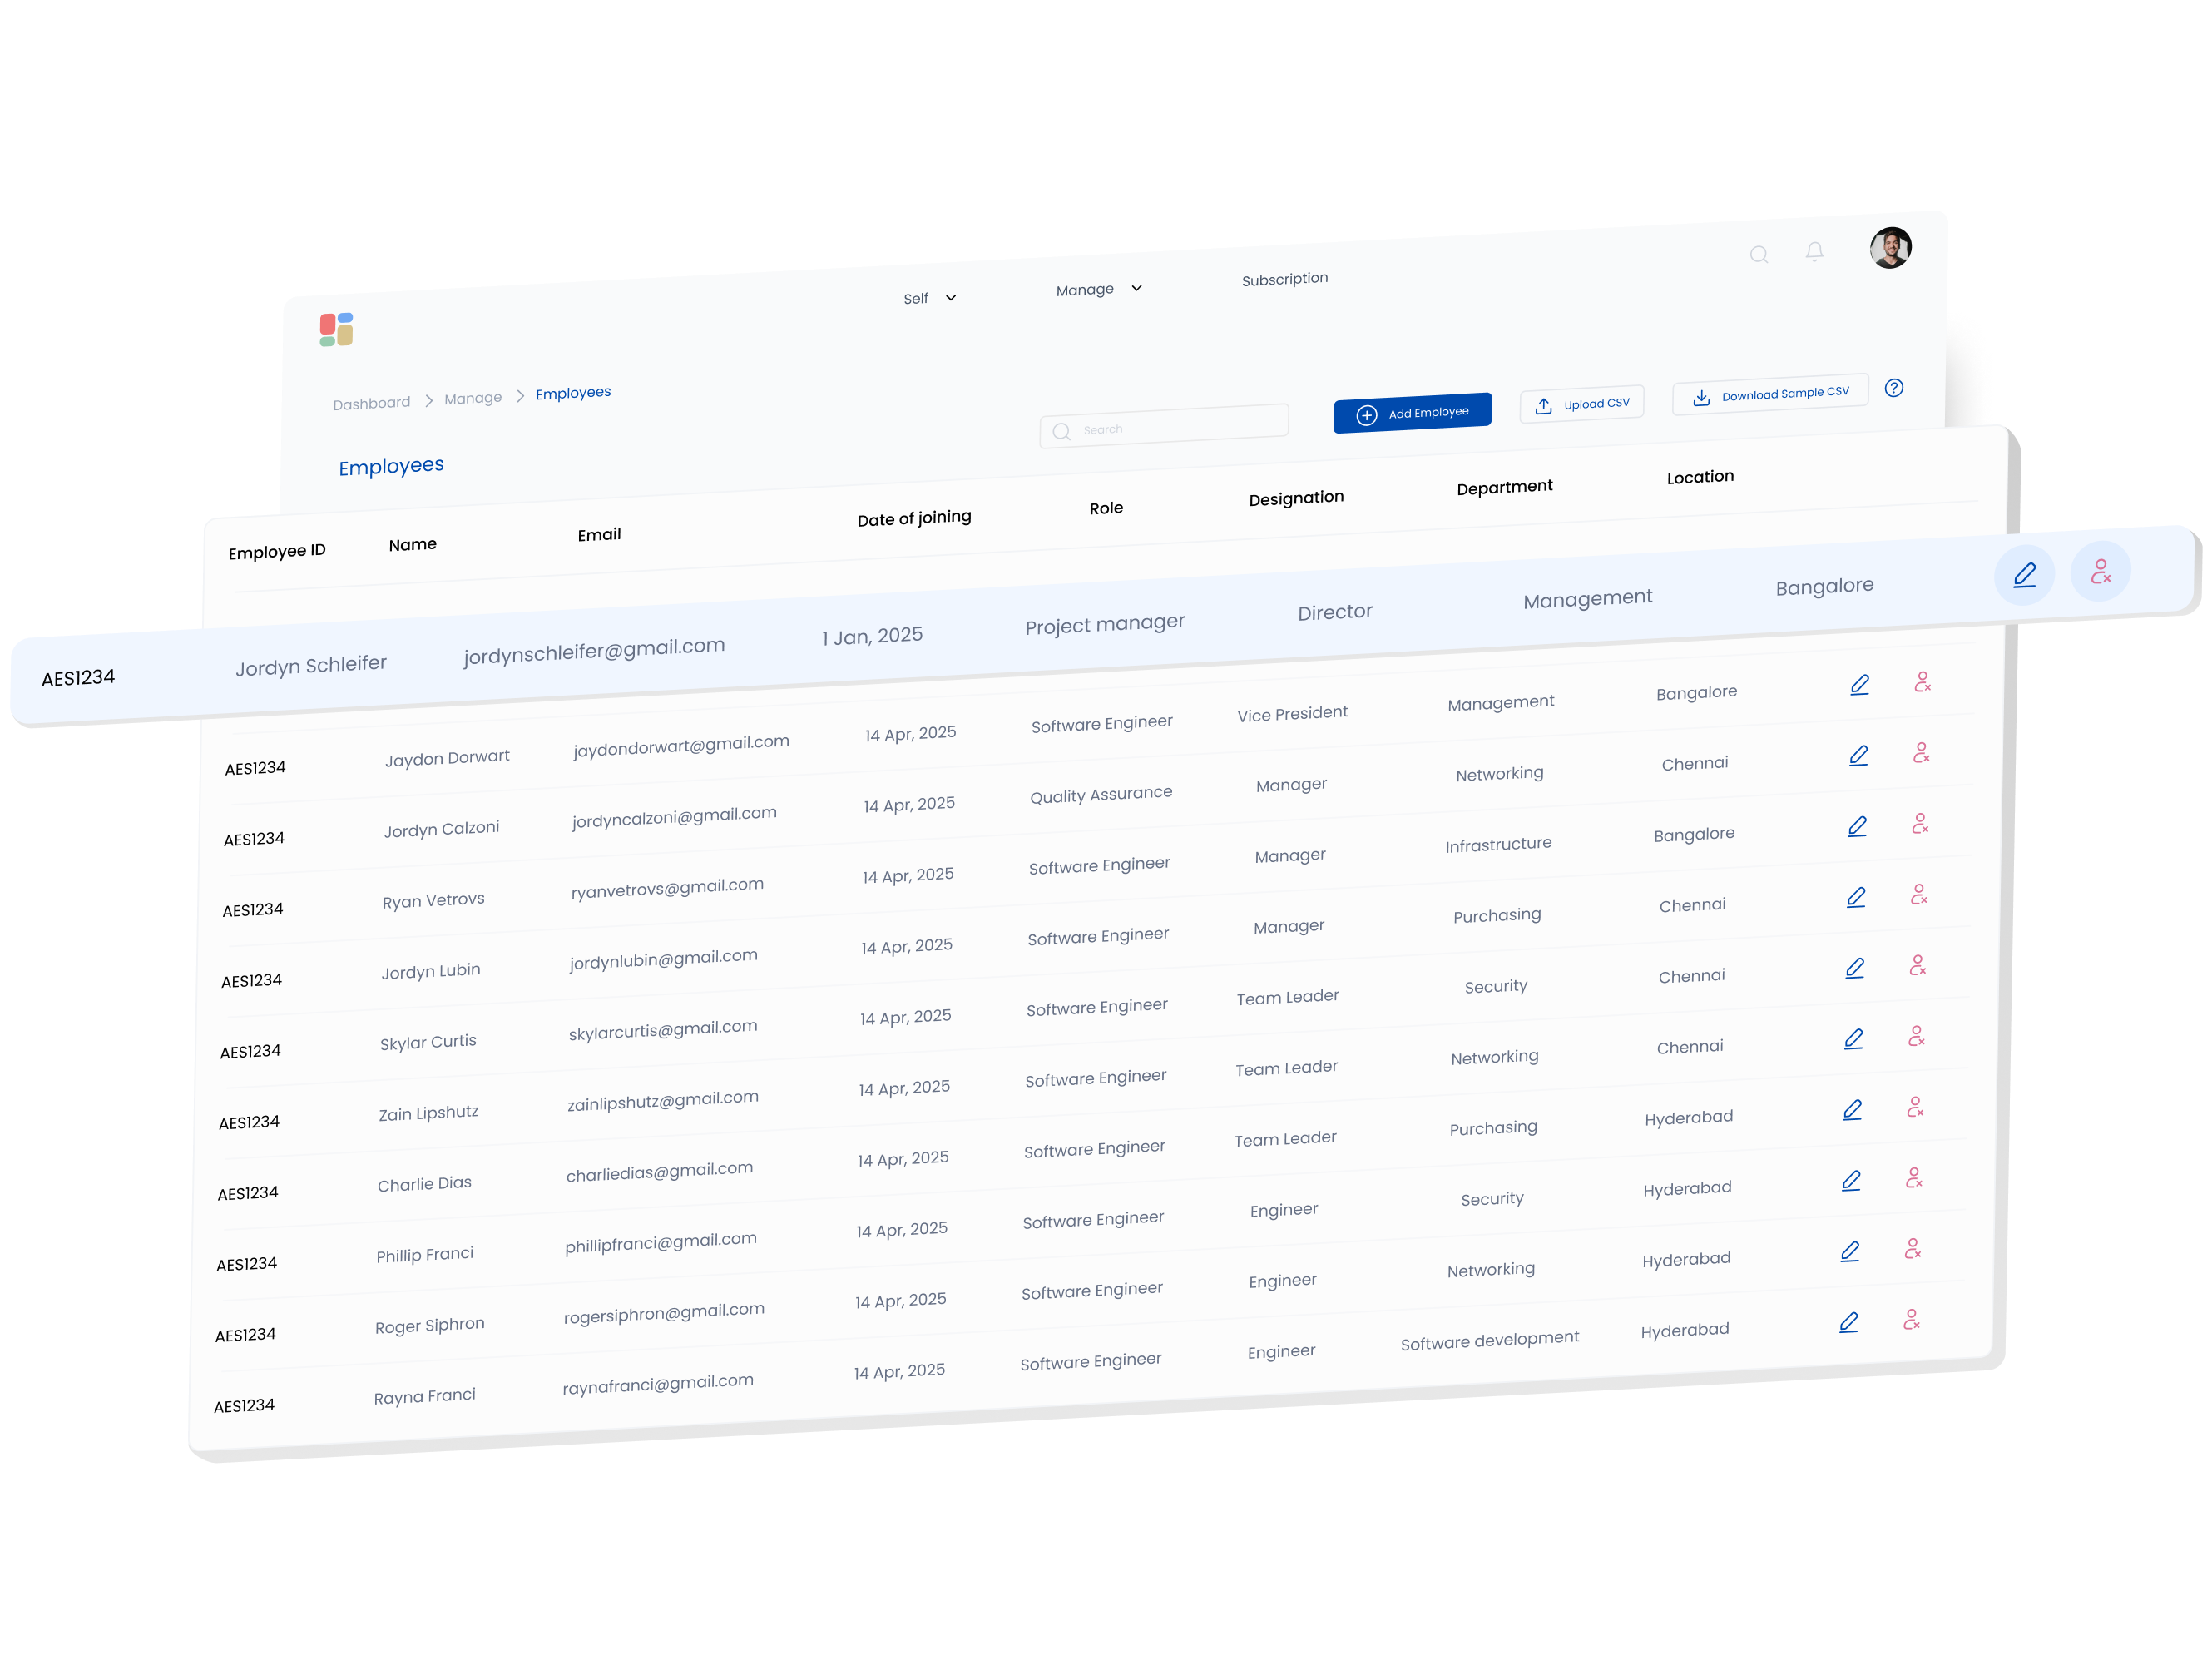 Self Manage Subscription
Dashboard Manage Employees
Search Add Employee Upload CSV Download Sample CSV
Employees
Employee ID Name Email Date of joining Role Designation Department Location
AES1234 Jordyn Schleifer jordynschleifer@gmail.com 1 Jan, 2025 Project manager Director Management Bangalore
AES1234 Jaydon Dorwart jaydondorwart@gmail.com 14 Apr, 2025 Software Engineer Vice President Management Bangalore
AES1234 Jordyn Calzoni jordyncalzoni@gmail.com 14 Apr, 2025 Quality Assurance Manager Networking Chennai
AES1234 Ryan Vetrovs ryanvetrovs@gmail.com 14 Apr, 2025 Software Engineer Manager Infrastructure Bangalore
AES1234 Jordyn Lubin jordynlubin@gmail.com 14 Apr, 2025 Software Engineer Manager Purchasing Chennai
AES1234 Skylar Curtis skylarcurtis@gmail.com 14 Apr, 2025 Software Engineer Team Leader Security Chennai
AES1234 Zain Lipshutz zainlipshutz@gmail.com 14 Apr, 2025 Software Engineer Team Leader Networking Chennai
AES1234 Charlie Dias charliedias@gmail.com 14 Apr, 2025 Software Engineer Team Leader Purchasing Hyderabad
AES1234 Phillip Franci phillipfranci@gmail.com 14 Apr, 2025 Software Engineer Engineer Security Hyderabad
AES1234 Roger Siphron rogersiphron@gmail.com 14 Apr, 2025 Software Engineer Engineer Networking Hyderabad
AES1234 Rayna Franci raynafranci@gmail.com 14 Apr, 2025 Software Engineer Engineer Software development Hyderabad